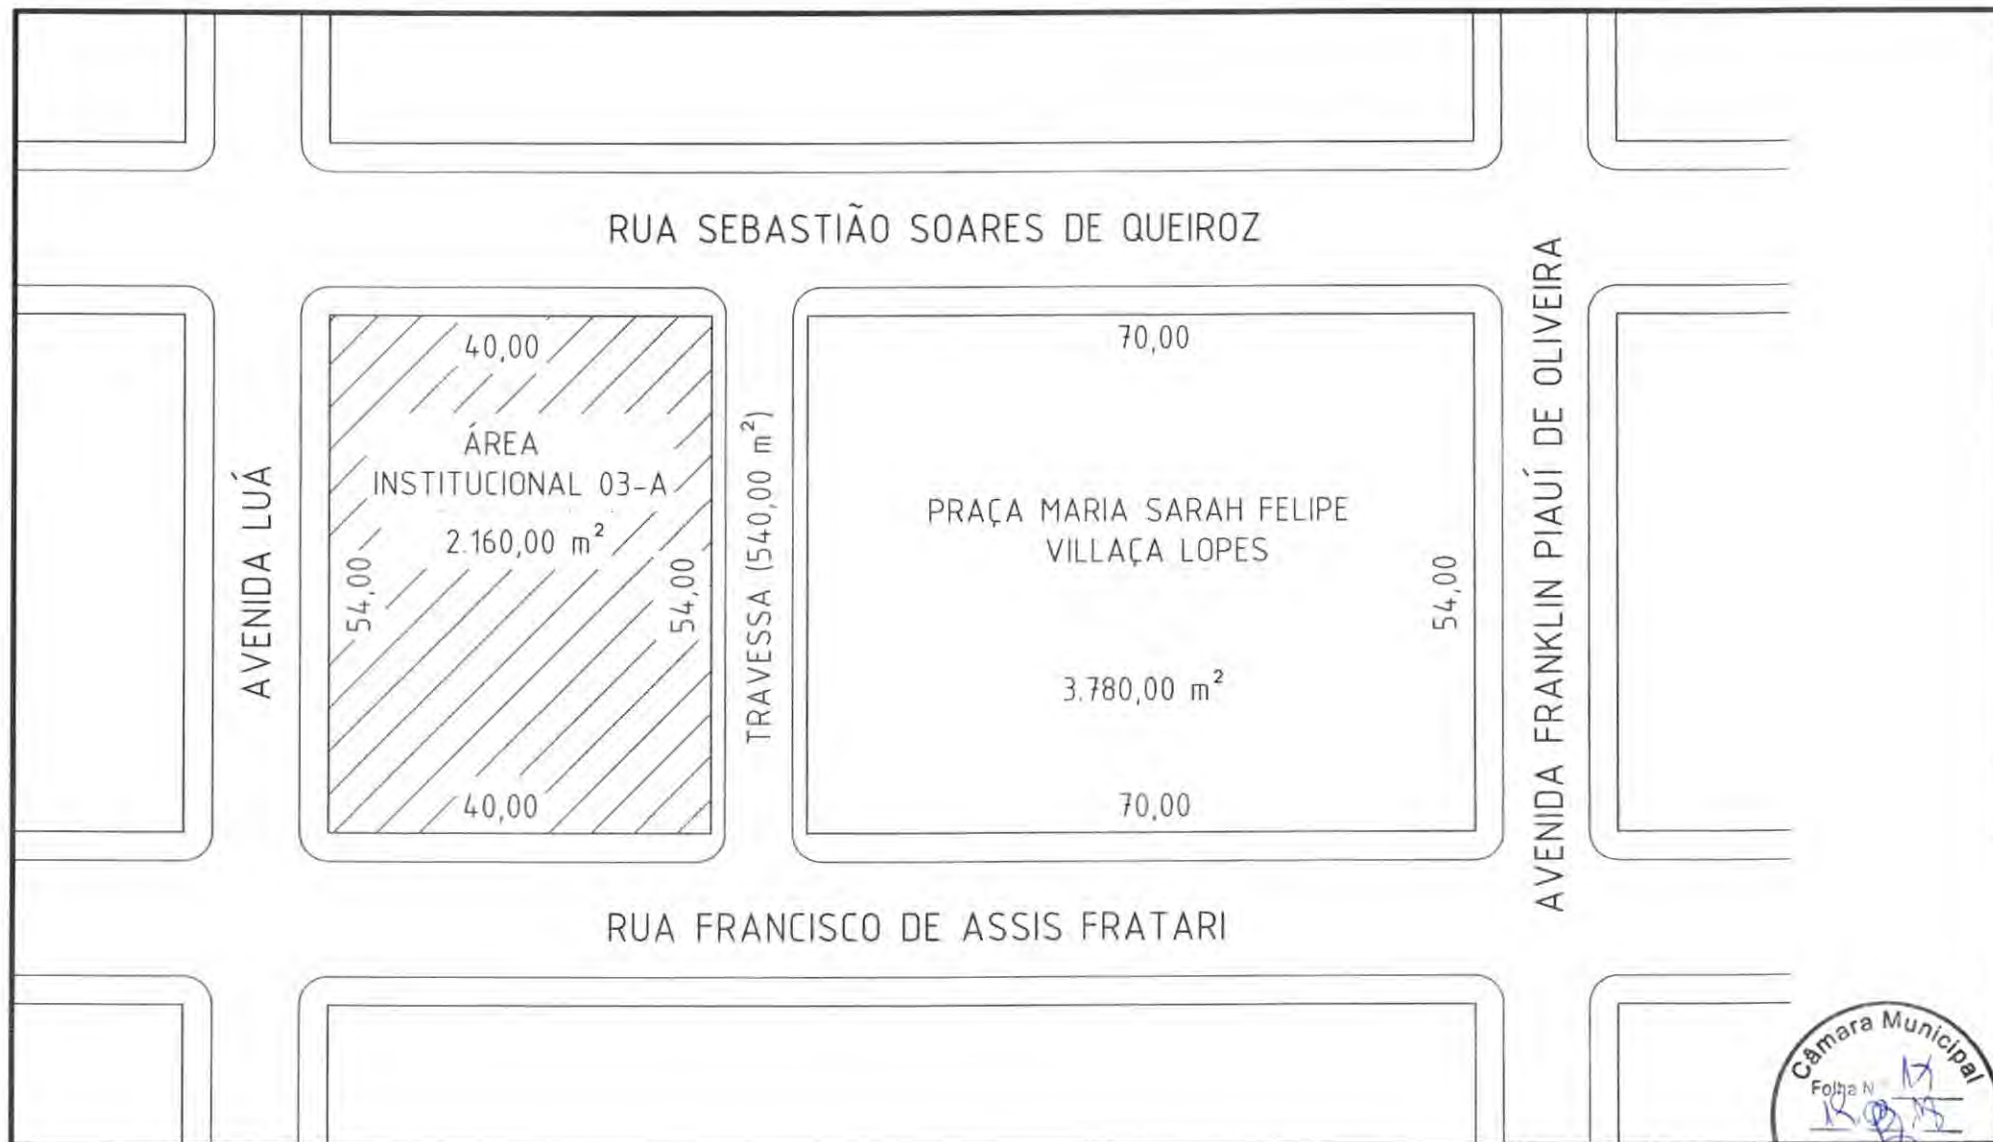 RUA SEBASTIÃO SOARES DE QUEIROZ
40,00
ÁREA
INSTITUCIONAL 03-A
2.160,00 m²
54,00
54,00
40,00
AVENIDA LUÁ
TRAVESSA (540,00 m²)
70,00
PRAÇA MARIA SARAH FELIPE
VILLAÇA LOPES
3.780,00 m²
54,00
70,00
AVENIDA FRANKLIN PIAUÍ DE OLIVEIRA
RUA FRANCISCO DE ASSIS FRATARI
Câmara Municipal
Folha N